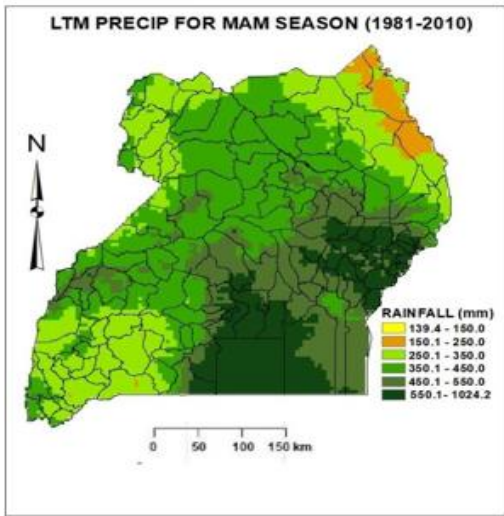 LTM PRECIP FOR MAM SEASON (1981-2010)
N
RAINFALL (mm)
139.4 - 150.0
150.1 - 250.0
250.1 - 350.0
350.1 - 450.0
450.1 - 550.0
550.1- 1024.2
0 50 100 150 km